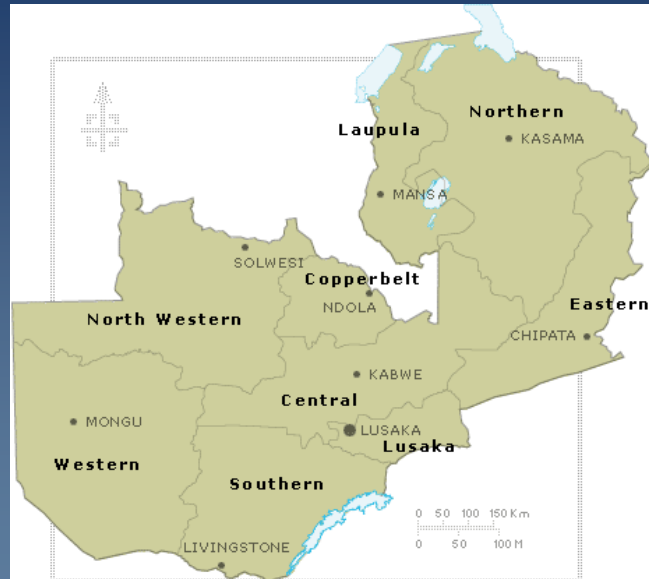 Northern
Laupula
KASAMA
MANSA
SOLWESI
Copperbelt
NDOLA
North Western
Eastern
CHIPATA
KABWE
Central
MONGU
LUSAKA
Lusaka
Western
Southern
0 50 100 150 Km
0 50 100 M
LIVINGSTONE